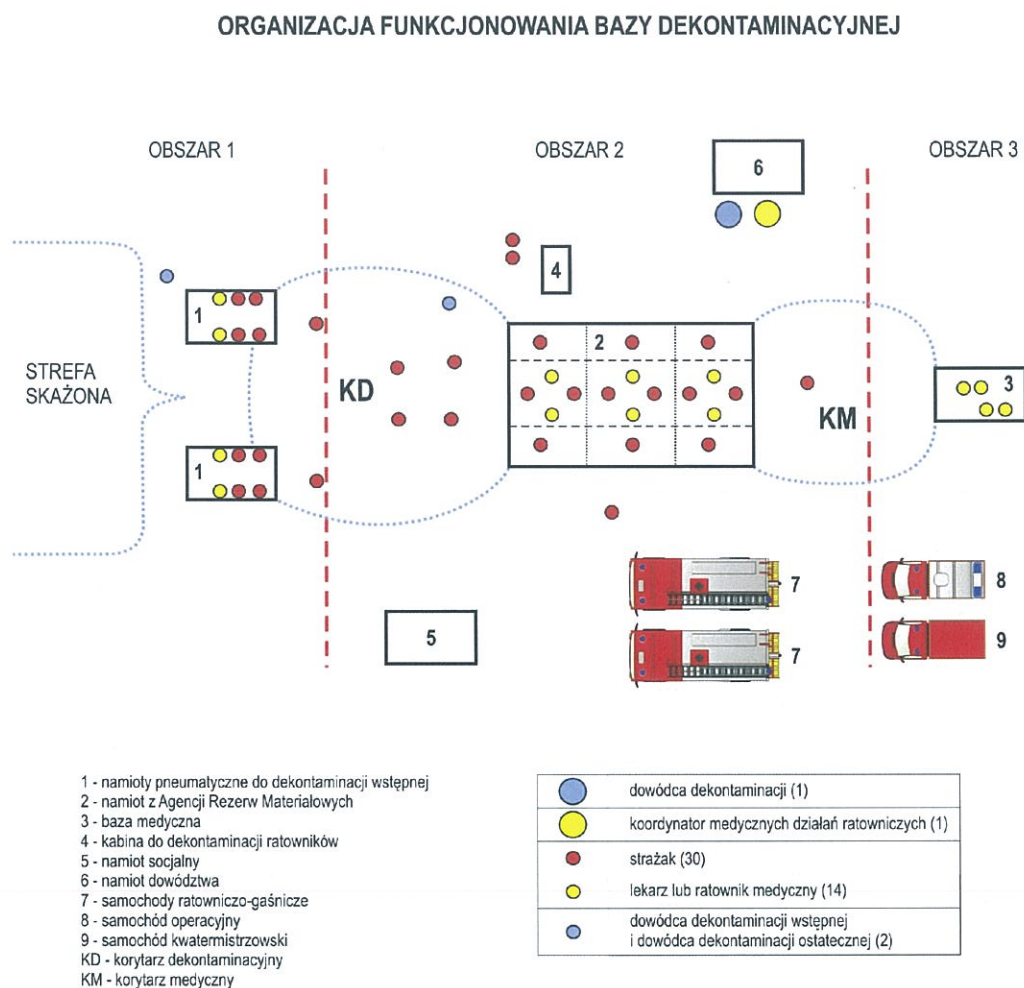 ORGANIZACJA FUNKCJONOWANIA BAZY DEKONTAMINACYJNEJ
OBSZAR 1
OBSZAR 2
OBSZAR 3
6
4
1
2
STREFA
SKAŻONA
KD
3
KM
1
7
8
5
7
9
1 - namioty pneumatyczne do dekontaminacji wstępnej
2 - namiot z Agencji Rezerw Materiałowych
3 - baza medyczna
4 - kabina do dekontaminacji ratowników
5 - namiot socjalny
6 - namiot dowództwa
7 - samochody ratowniczo-gaśnicze
8 - samochód operacyjny
9 - samochód kwatermistrzowski
KD - korytarz dekontaminacyjny
KM - korytarz medyczny
dowódca dekontaminacji (1)
koordynator medycznych działań ratowniczych (1)
strażak (30)
lekarz lub ratownik medyczny (14)
dowódca dekontaminacji wstępnej
i dowódca dekontaminacji ostatecznej (2)